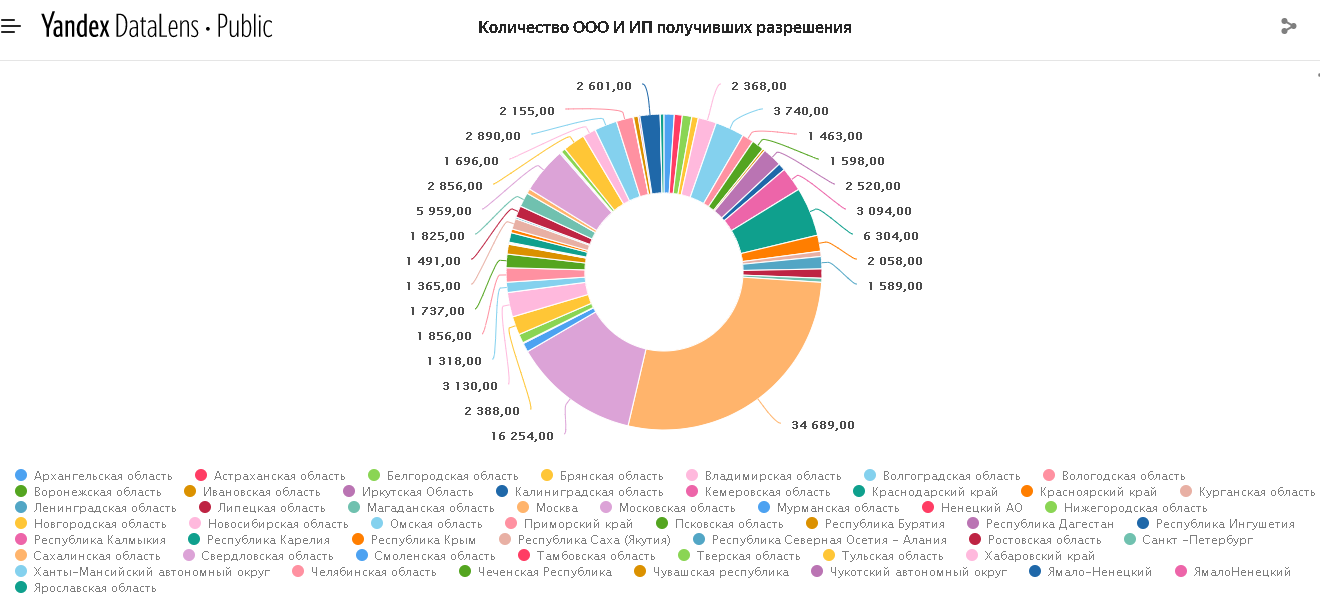 Yandex DataLens · Public
Количество ООО И ИП получивших разрешения
2 601,00
2 368,00
2 155,00
3 740,00
2 890,00
1 463,00
1 696,00
1 598,00
2 856,00
2 520,00
5 959,00
3 094,00
1 825,00
6 304,00
1 491,00
2 058,00
1 365,00
1 589,00
1 737,00
1 856,00
1 318,00
3 130,00
2 388,00
34 689,00
16 254,00
Архангельская область Астраханская область Белгородская область Брянская область Владимирская область Волгоградская область Вологодская область
Воронежская область Ивановская область Иркутская Область Калиниградская область Кемеровская область Краснодарский край Красноярский край Курганская область
Ленинградская область Липецкая область Магаданская область Москва Московская область Мурманская область Ненецкий АО Нижегородская область
Новгородская область Новосибирская область Омская область Приморский край Псковская область Республика Бурятия Республика Дагестан Республика Ингушетия
Республика Калмыкия Республика Карелия Республика Крым Республика Саха (Якутия) Республика Северная Осетия - Алания Ростовская область Санкт -Петербург
Сахалинская область Свердловская область Смоленская область Тамбовская область Тверская область Тульская область Хабаровский край
Ханты-Мансийский автономный округ Челябинская область Чеченская Республика Чувашская республика Чукотский автономный округ Ямало-Ненецкий ЯмалоНенецкий
Ярославская область